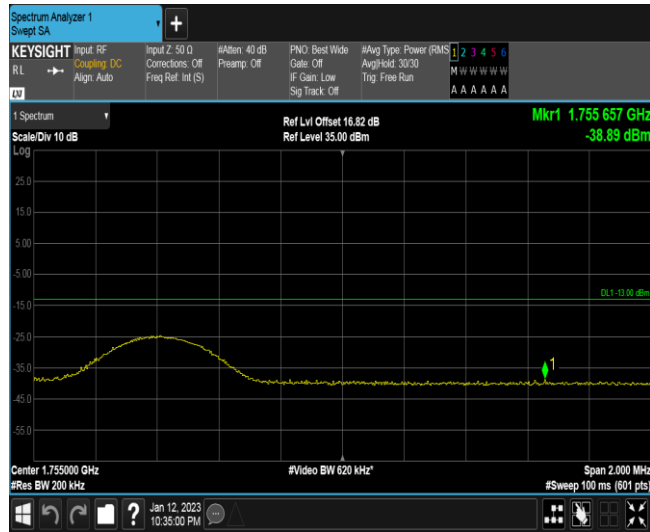 Spectrum Analyzer 1
Swept SA
KEYSIGHT
RL
LXI
Input: RF
Coupling: DC
Align: Auto
Input Z: 50 Ω
Corrections: Off
Freq Ref: Int (S)
#Atten: 40 dB
Preamp: Off
PNO: Best Wide
Gate: Off
IF Gain: Low
Sig Track: Off
#Avg Type: Power (RMS
Avg|Hold: 30/30
Trig: Free Run
1 2 3 4 5 6
M W W W W W
A A A A A A
1 Spectrum
Scale/Div 10 dB
Log
Ref Lvl Offset 16.82 dB
Ref Level 35.00 dBm
Mkr1 1.755 657 GHz
-38.89 dBm
25.0
15.0
5.00
-5.00
DL1 -13.00 dBm
-15.0
-25.0
-35.0
1
-45.0
-55.0
Center 1.755000 GHz
#Res BW 200 kHz
#Video BW 620 kHz*
Span 2.000 MHz
#Sweep 100 ms (601 pts)
?
Jan 12, 2023
10:35:00 PM